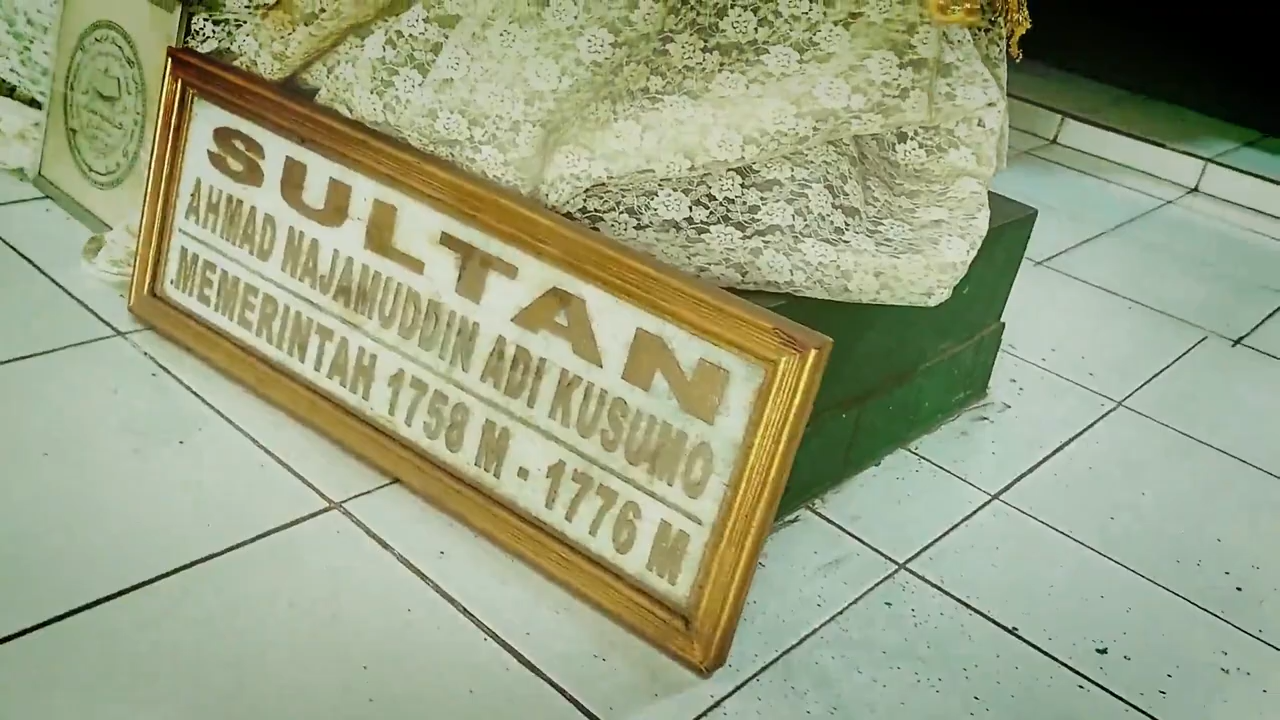 SULTAN
AHMAD NAJAMUDDIN ADI KUSUMO
MEMERINTAH 1758 M - 1776 M